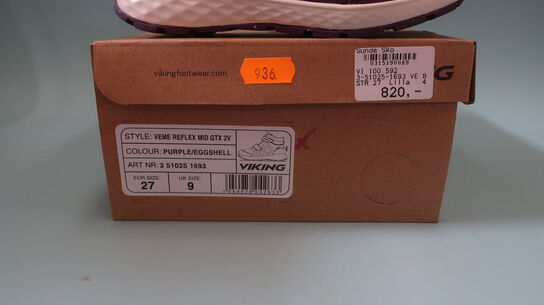 vikingfootwear.com
936
Sunde Sko
8315190069
VI 100 592
3-51025-1693 VE B
STR 27 Lilla 4
820,-
STYLE: VEME REFLEX MID GTX 2V
COLOUR: PURPLE/EGGSHELL
ART NR: 3 51025 1693
VIKING
EUR SIZE: UK SIZE:
27 9